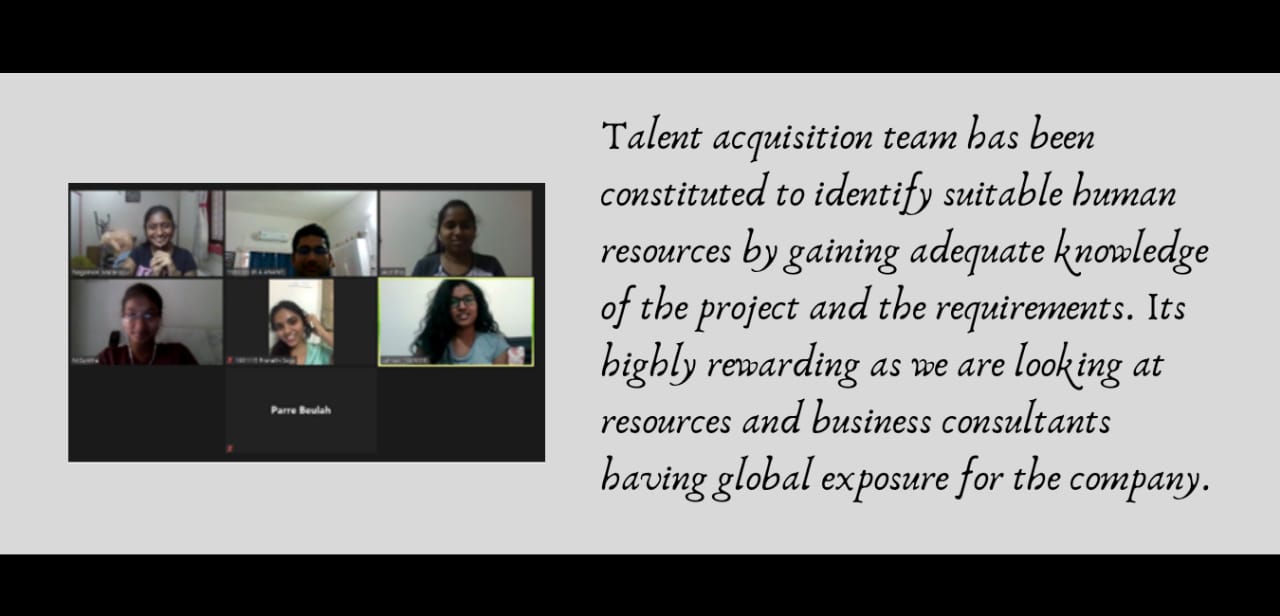 Talent acquisition team has been
constituted to identify suitable human
resources by gaining adequate knowledge
of the project and the requirements. Its
highly rewarding as we are looking at
resources and business consultants
having global exposure for the company.
Parre Beulah